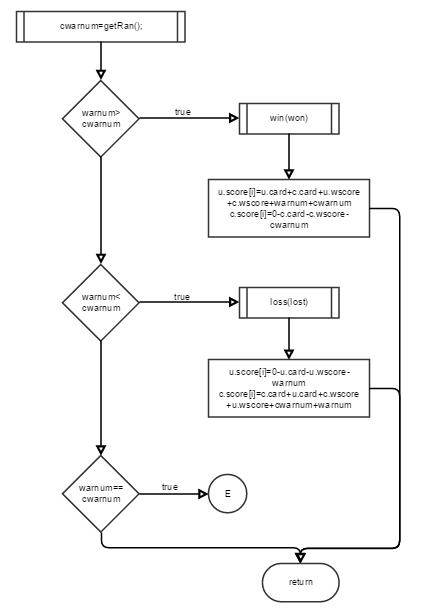 cwarnum=getRan();
warnum>
cwarnum
true
win(won)
u.score[i]=u.card+c.card+u.wscore
+c.wscore+warnum+cwarnum
c.score[i]=0-c.card-c.wscore-
cwarnum
warnum<
cwarnum
true
loss(lost)
u.score[i]=0-u.card-u.wscore-
warnum
c.score[i]=c.card+u.card+c.wscore
+u.wscore+cwarnum+warnum
warnum==
cwarnum
true
E
return